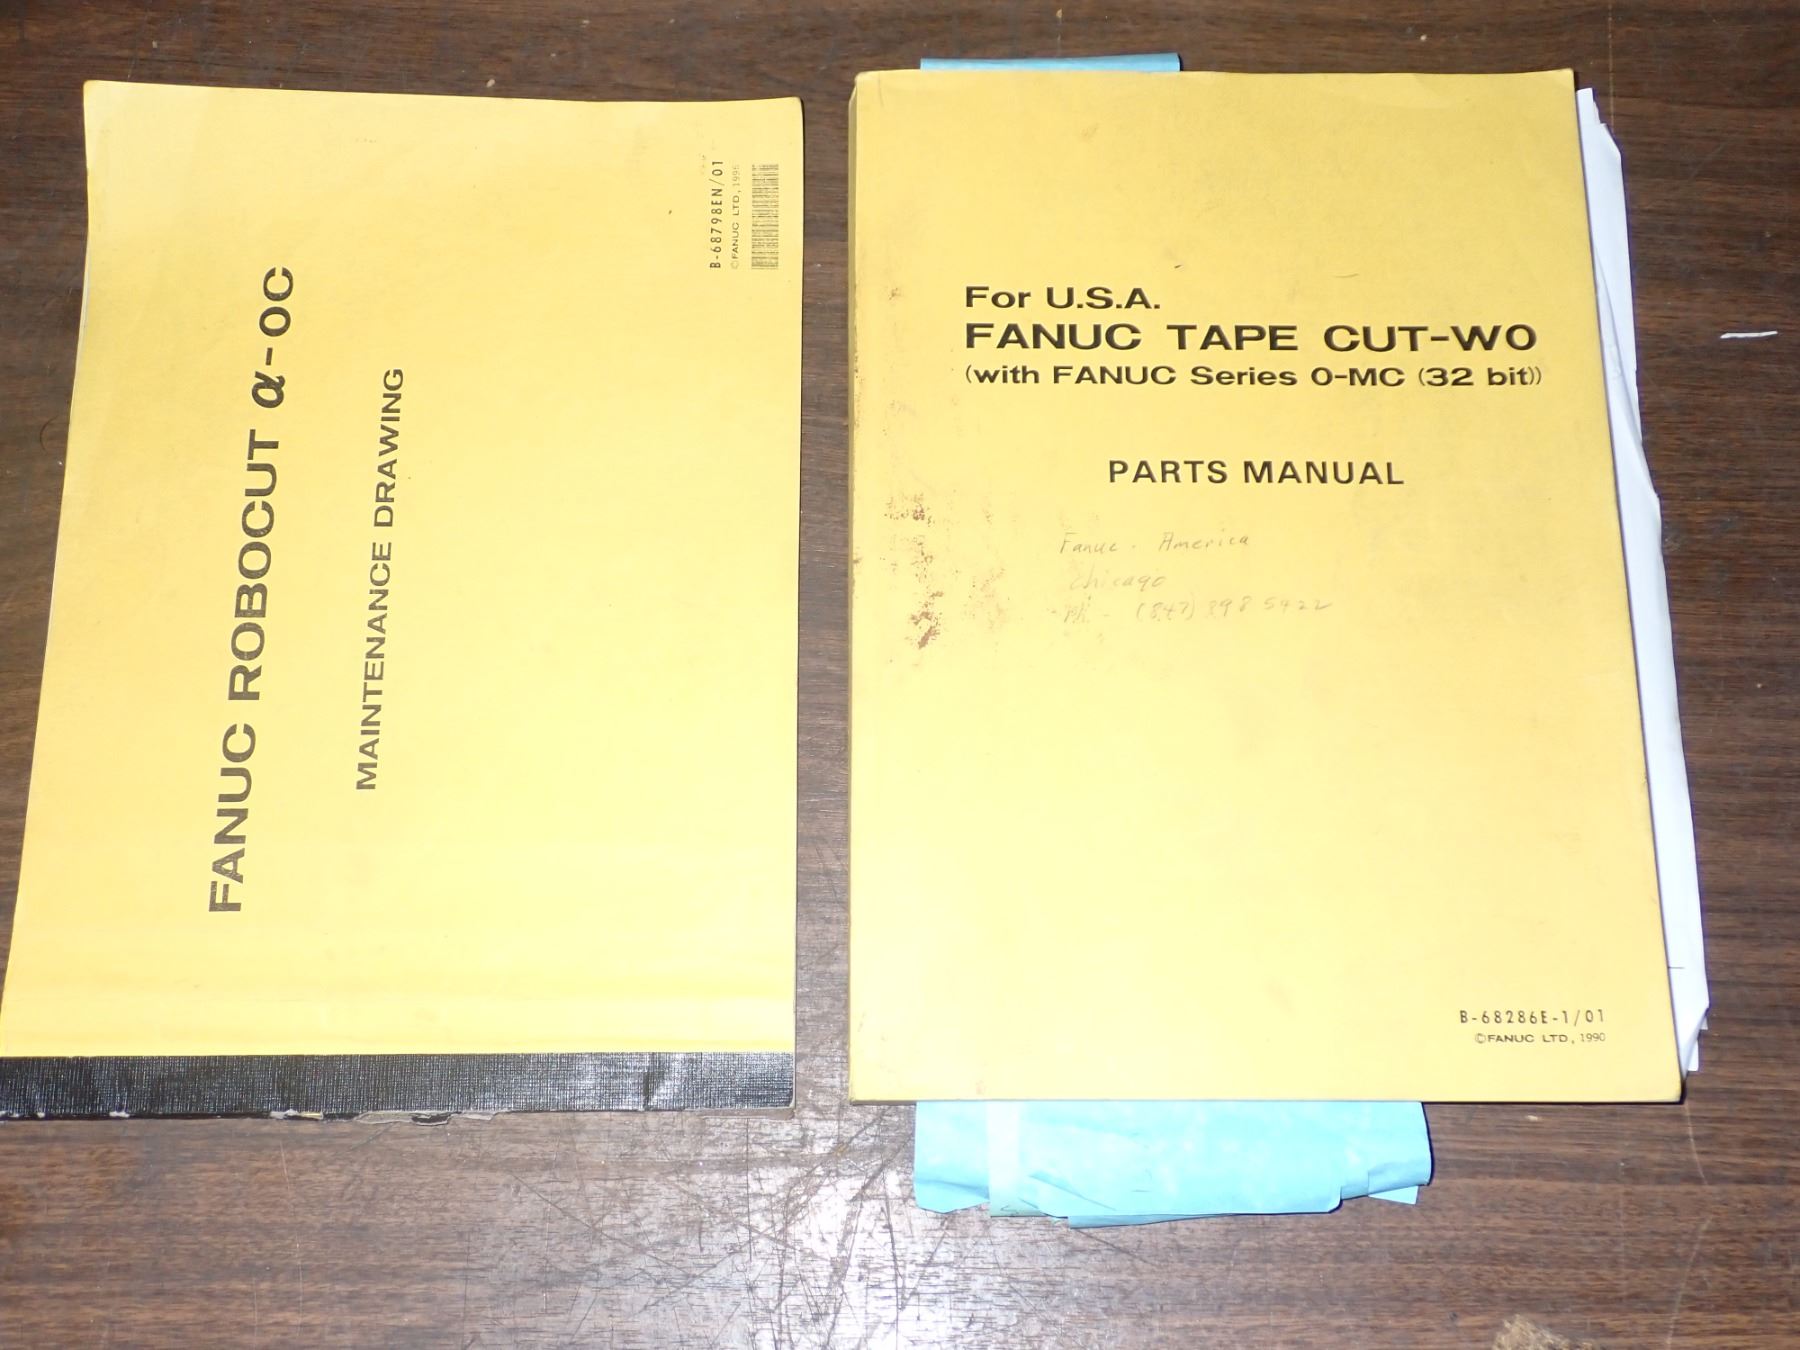 FANUC ROBOCUT α-0C
MAINTENANCE DRAWING
B-68798EN/01
©FANUC LTD, 1995
For U.S.A.
FANUC TAPE CUT-W0
(with FANUC Series 0-MC (32 bit))
PARTS MANUAL
Fanuc - America
Chicago
Ph. - (847) 898 5422
B-68286E-1/01
©FANUC LTD, 1990